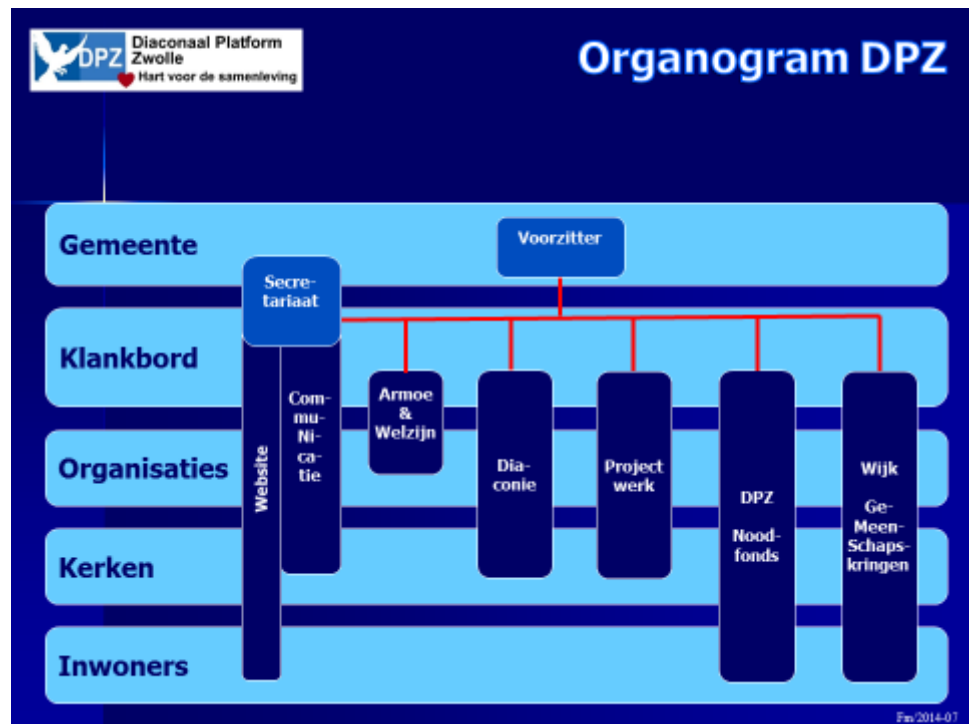 DPZ
Diaconaal Platform
Zwolle
Hart voor de samenleving
Organogram DPZ
Gemeente
Voorzitter
Secre-
tariaat
Klankbord
Com-
mu-
Ni-
ca-
tie
Armoe
&
Welzijn
Organisaties
Website
Dia-
conie
Project
werk
DPZ
Nood-
fonds
Wijk
Ge-
Meen-
Schaps-
kringen
Kerken
Inwoners
Fm/2014-07